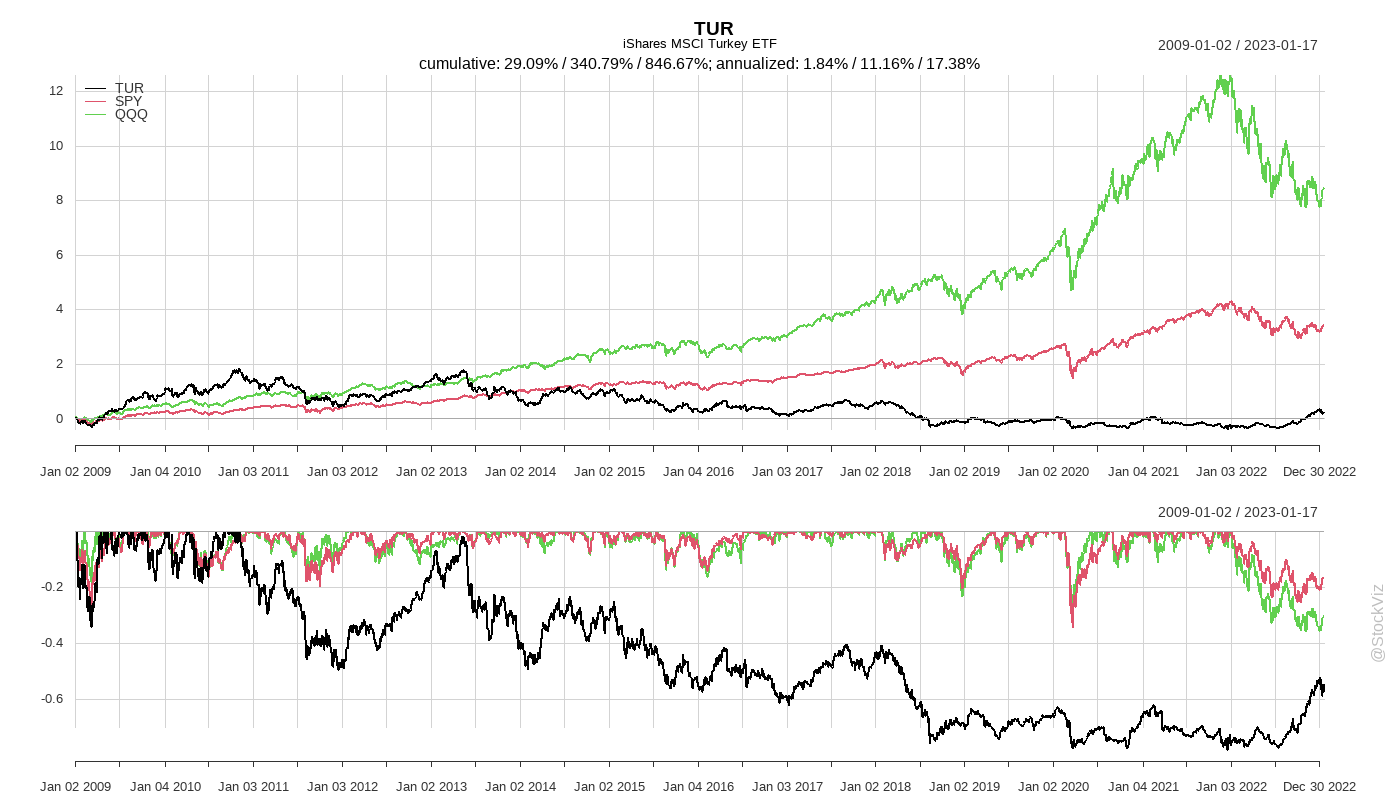 TUR
iShares MSCI Turkey ETF
2009-01-02 / 2023-01-17
cumulative: 29.09% / 340.79% / 846.67%; annualized: 1.84% / 11.16% / 17.38%
TUR
SPY
QQQ
12
10
8
6
4
2
0
Jan 02 2009 Jan 04 2010 Jan 03 2011 Jan 03 2012 Jan 02 2013 Jan 02 2014 Jan 02 2015 Jan 04 2016 Jan 03 2017 Jan 02 2018 Jan 02 2019 Jan 02 2020 Jan 04 2021 Jan 03 2022 Dec 30 2022
2009-01-02 / 2023-01-17
-0.2
-0.4
-0.6
Jan 02 2009 Jan 04 2010 Jan 03 2011 Jan 03 2012 Jan 02 2013 Jan 02 2014 Jan 02 2015 Jan 04 2016 Jan 03 2017 Jan 02 2018 Jan 02 2019 Jan 02 2020 Jan 04 2021 Jan 03 2022 Dec 30 2022
@StockViz